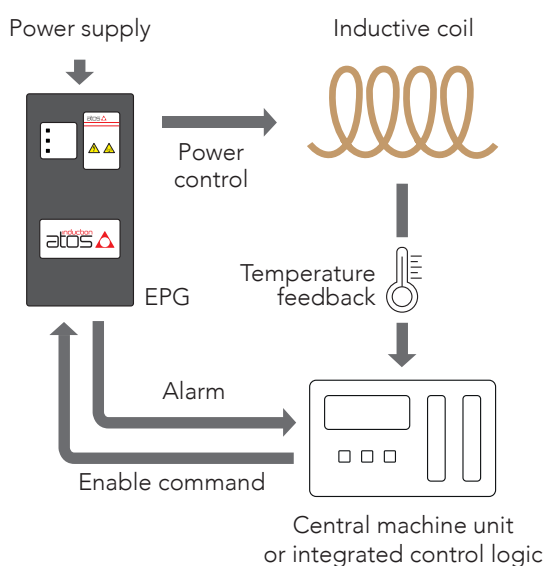 Power supply
Inductive coil
atos
Power
control
induction
atos
EPG
Temperature
feedback
Alarm
Enable command
Central machine unit
or integrated control logic